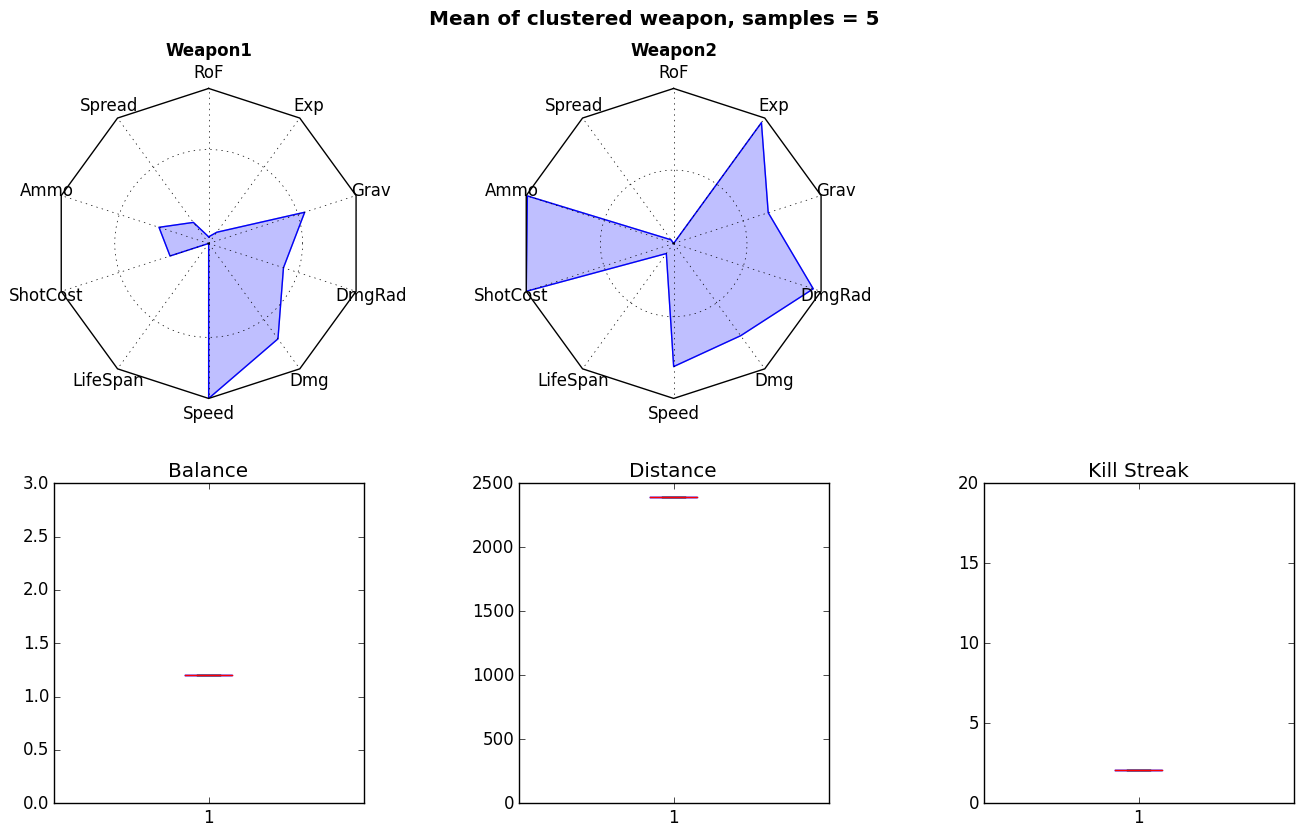 Mean of clustered weapon, samples = 5
Weapon1
RoF
Exp
Spread
Grav
Ammo
DmgRad
ShotCost
Dmg
LifeSpan
Speed
Weapon2
RoF
Exp
Spread
Grav
Ammo
DmgRad
ShotCost
Dmg
LifeSpan
Speed
Balance
3.0
2.5
2.0
1.5
1.0
0.5
0.0
1
Distance
2500
2000
1500
1000
500
0
1
Kill Streak
20
15
10
5
0
1